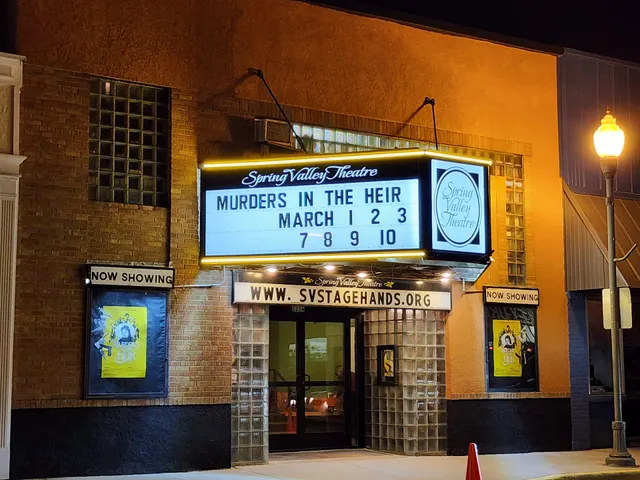 Spring Valley Theatre
MURDERS IN THE HEIR
MARCH 1 2 3
7 8 9 10
Spring
Valley
Theatre
Spring Valley Theatre
WWW. SVSTAGEHANDS.ORG
NOW SHOWING
NOW SHOWING